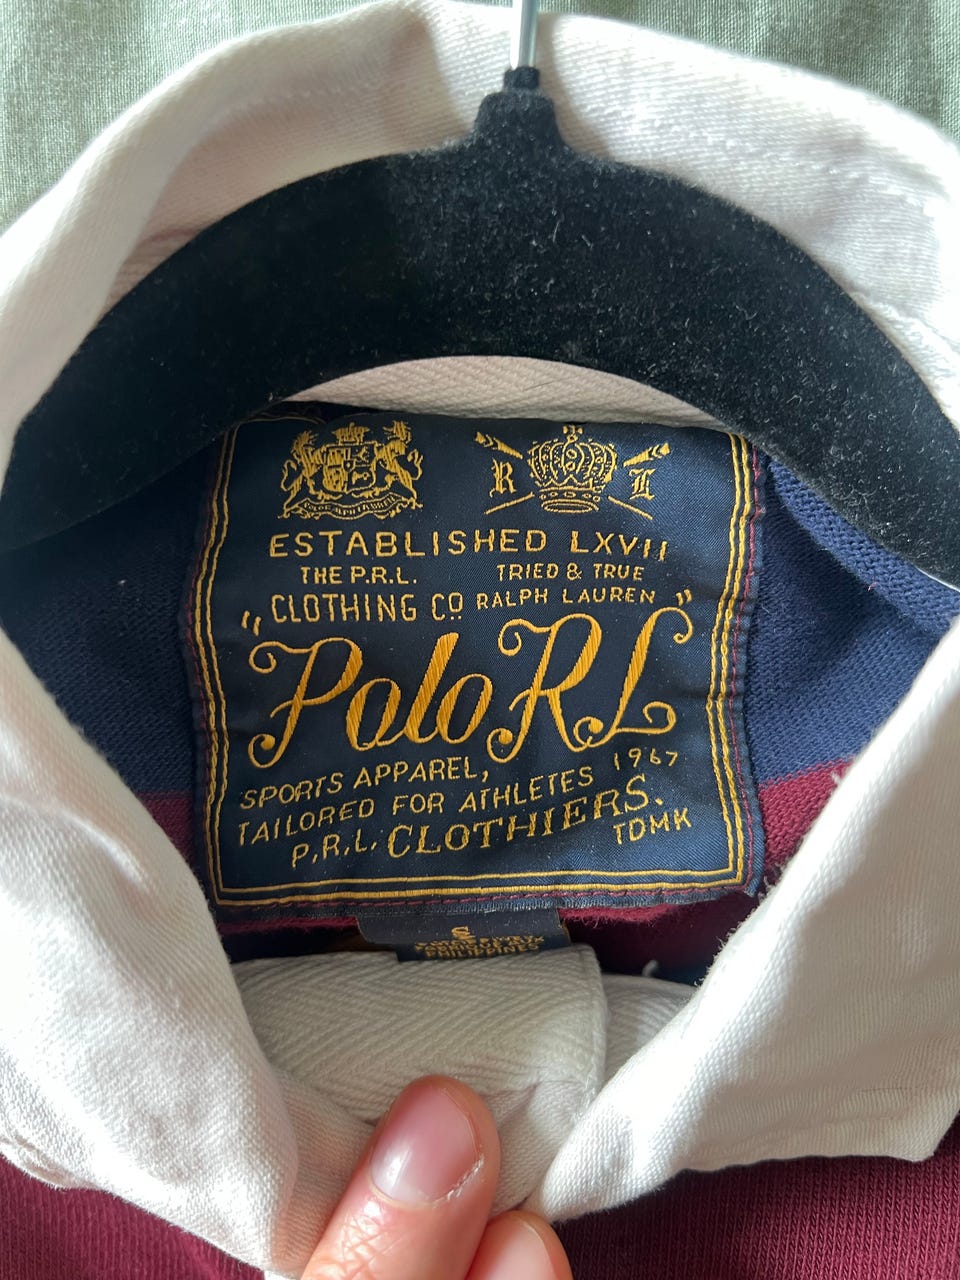 R L
ESTABLISHED LXVII
THE P.R.L. TRIED & TRUE
CLOTHING CO RALPH LAUREN
"Polo RL"
SPORTS APPAREL, 1967
TAILORED FOR ATHLETES
P.R.L. CLOTHIERS.
TDMK
S
PHILIPPINES